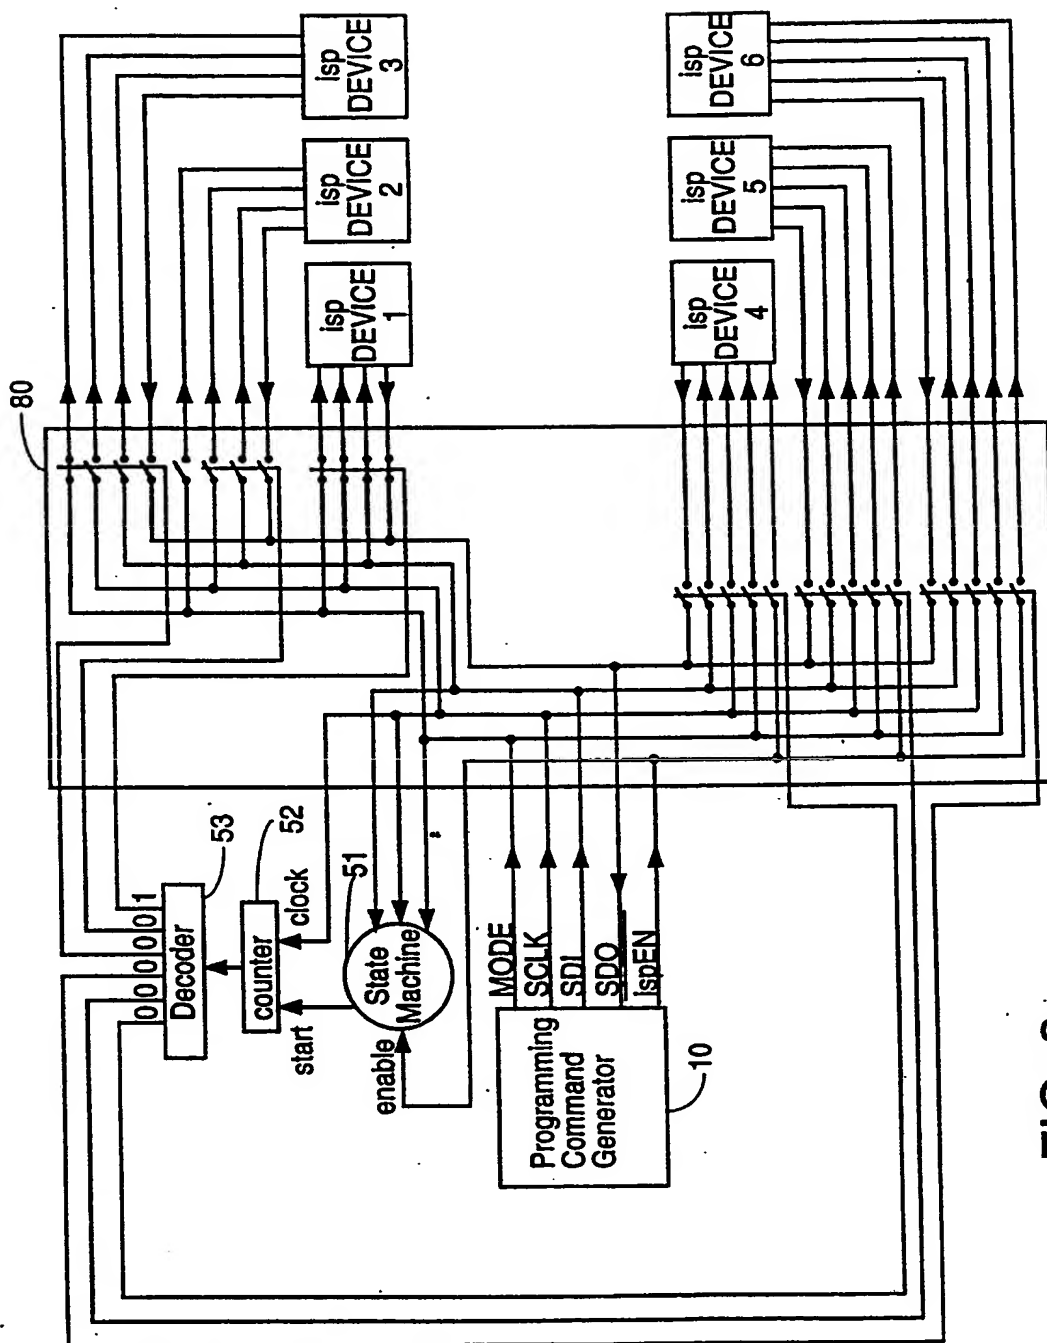 isp
DEVICE
3
isp
DEVICE
6
isp
DEVICE
2
isp
DEVICE
5
isp
DEVICE
1
isp
DEVICE
4
80
53
52
51
0 0 0 0 0 1
Decoder
counter
clock
start
State
Machine
enable
MODE
SCLK
SDI
SDO
ispEN
Programming
Command
Generator
10
FIG.